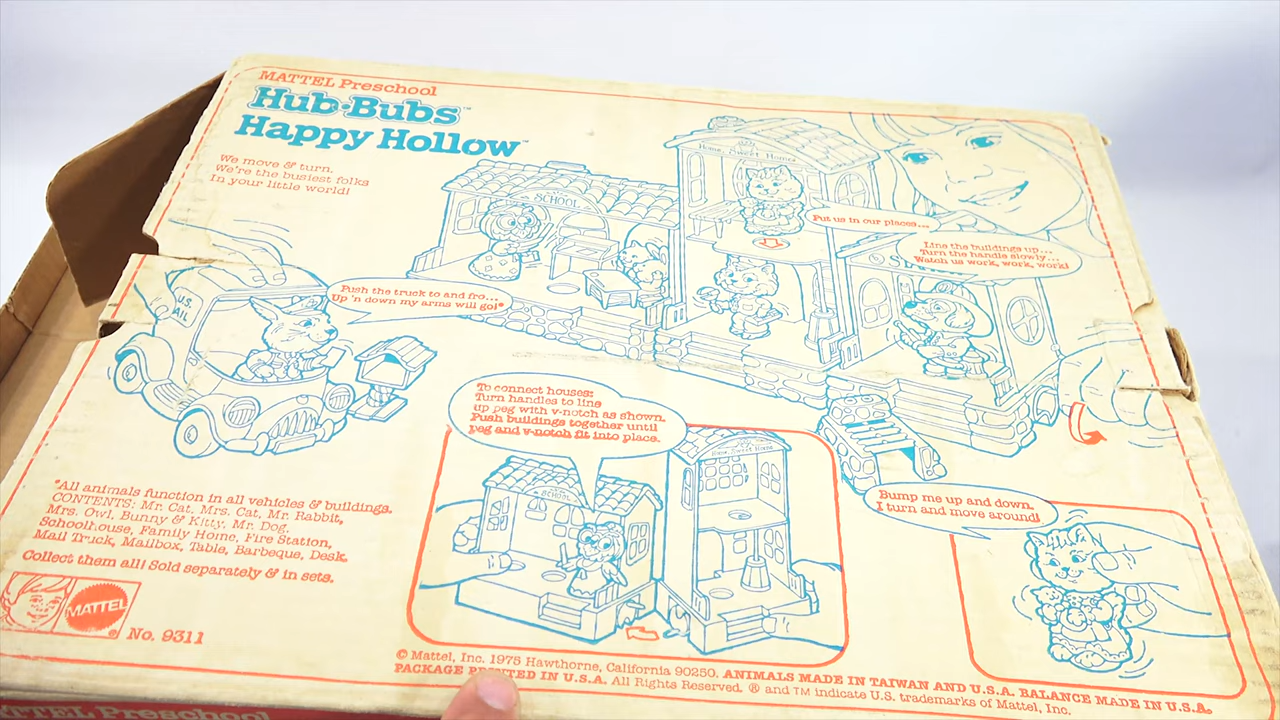 MATTEL Preschool
Hub•Bubs™
Happy Hollow™
We move & turn,
We're the busiest folks
In your little world!
Home, Sweet Home
SCHOOL
Put us in our places...
Line the buildings up...
Turn the handle slowly...
Watch us work, work, work!
U.S.
MAIL
Push the truck to and fro...
Up 'n down my arms will go!*
To connect houses:
Turn handles to line
up peg with v-notch as shown.
Push buildings together until
peg and v-notch fit into place.
Home, Sweet Home
SCHOOL
Bump me up and down.
I turn and move around!
*All animals function in all vehicles & buildings.
CONTENTS: Mr. Cat, Mrs. Cat, Mr. Rabbit,
Mrs. Owl, Bunny & Kitty, Mr. Dog,
Schoolhouse, Family Home, Fire Station,
Mail Truck, Mailbox, Table, Barbeque, Desk.
Collect them all! Sold separately & in sets.
MATTEL
®
No. 9311
© Mattel, Inc. 1975 Hawthorne, California 90250. ANIMALS MADE IN TAIWAN AND U.S.A. BALANCE MADE IN U.S.A.
PACKAGE PRINTED IN U.S.A. All Rights Reserved. ® and TM indicate U.S. trademarks of Mattel, Inc.
MATTEL Preschool